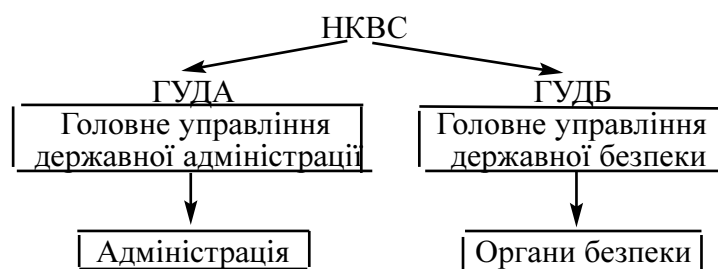 НКВС
ГУДА
ГУДБ
Головне управління
державної адміністрації
Головне управління
державної безпеки
Адміністрація
Органи безпеки